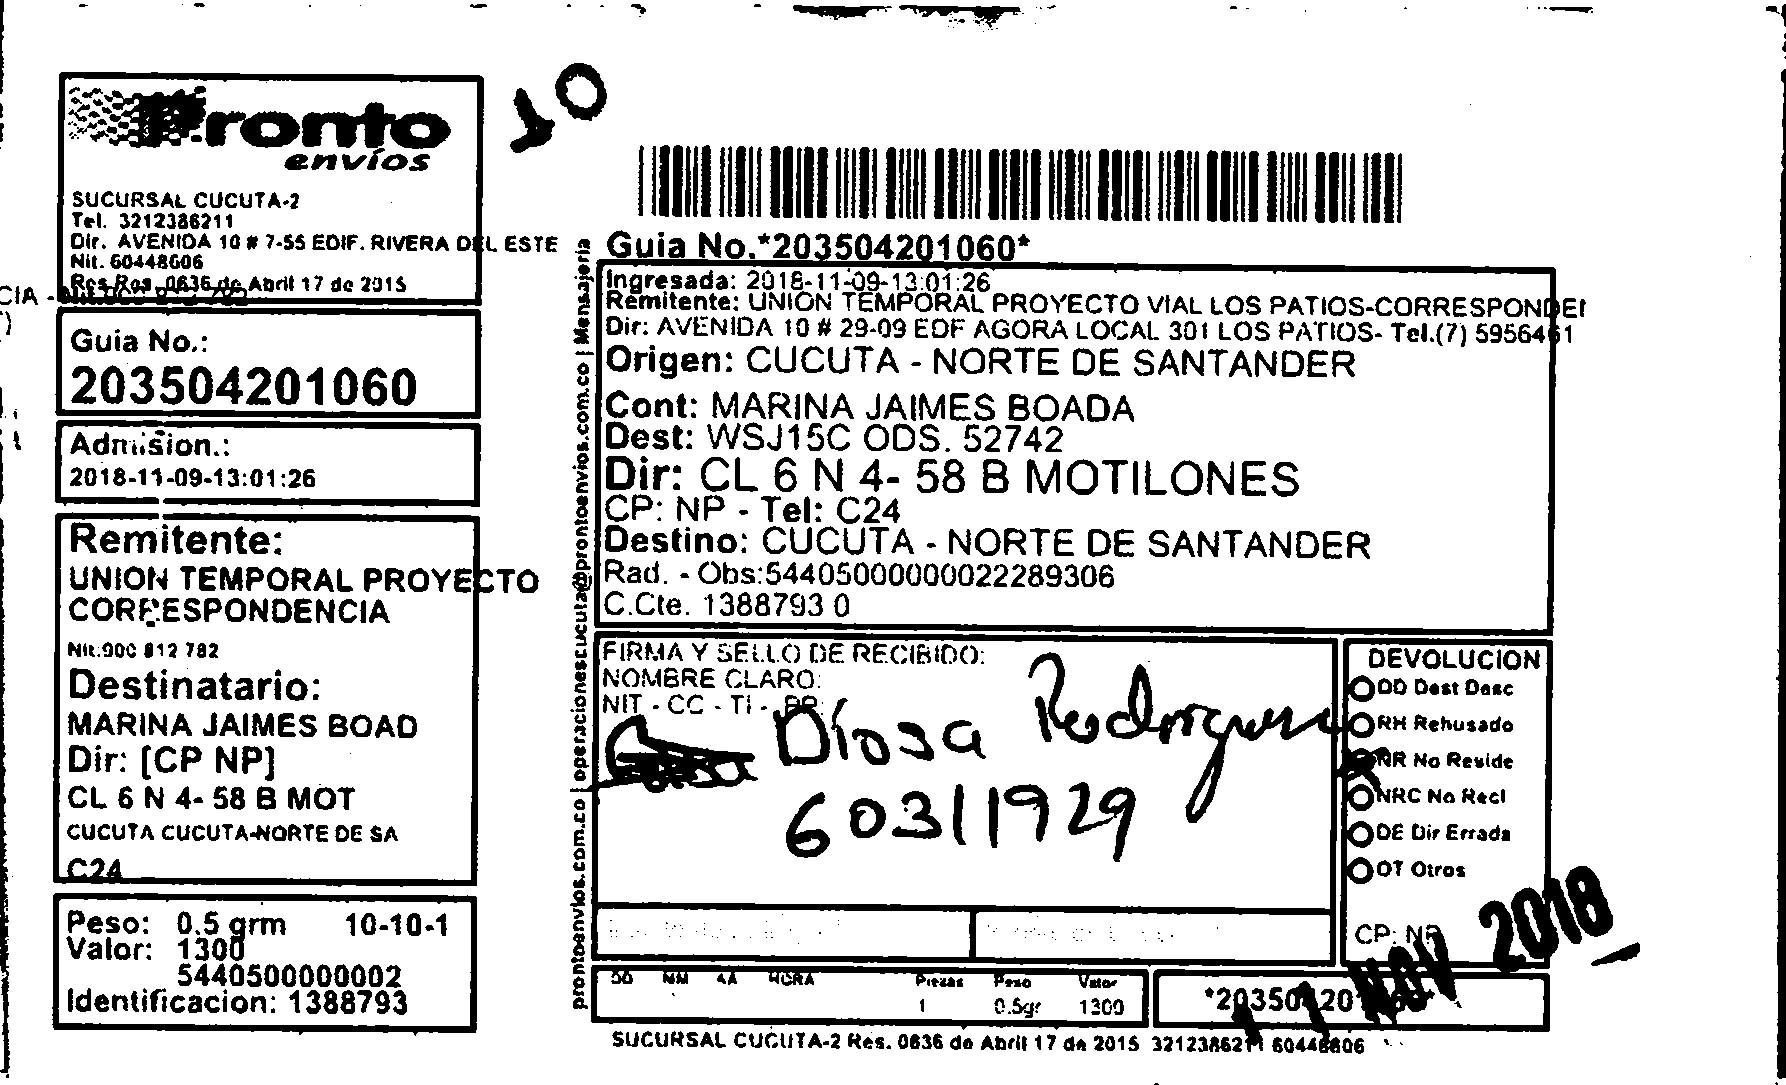 10
Pronto
envíos
SUCURSAL CUCUTA-2
Tel. 3212386211
Dir. AVENIDA 10 # 7-55 EDIF. RIVERA DEL ESTE
Nit. 60448606
Res. 0636 de Abril 17 de 2015
CIA -
Guia No.:
203504201060
Admision.:
2018-11-09-13:01:26
Remitente:
UNION TEMPORAL PROYECTO
CORRESPONDENCIA
Nit.900 812 782
Destinatario:
MARINA JAIMES BOAD
Dir: [CP NP]
CL 6 N 4- 58 B MOT
CUCUTA CUCUTA-NORTE DE SA
C24
Peso: 0.5 grm 10-10-1
Valor: 1300
5440500000002
Identificacion: 1388793
prontoenvios.com.co | operacionescucuta@prontoenvios.com.co | Mensajeria
Guia No.*203504201060*
Ingresada: 2018-11-09-13:01:26
Remitente: UNION TEMPORAL PROYECTO VIAL LOS PATIOS-CORRESPONDEI
Dir: AVENIDA 10 # 29-09 EDF AGORA LOCAL 301 LOS PATIOS- Tel.(7) 5956461
Origen: CUCUTA - NORTE DE SANTANDER
Cont: MARINA JAIMES BOADA
Dest: WSJ15C ODS. 52742
Dir: CL 6 N 4- 58 B MOTILONES
CP: NP - Tel: C24
Destino: CUCUTA - NORTE DE SANTANDER
Rad. - Obs:54405000000022289306
C.Cte. 1388793 0
FIRMA Y SELLO DE RECIBIDO:
NOMBRE CLARO:
NIT - CC - TI -
Diosa Rodriguez
60311929
DEVOLUCION
DD Dest Desc
RH Rehusado
NR No Reside
NRC No Recl
DE Dir Errada
OT Otros
CP: NP
NOV 2018
DD MM AA HORA Piezas Peso Valor
1 0.5gr 1300
SUCURSAL CUCUTA-2 Res. 0636 de Abril 17 de 2015 3212386211 60448606